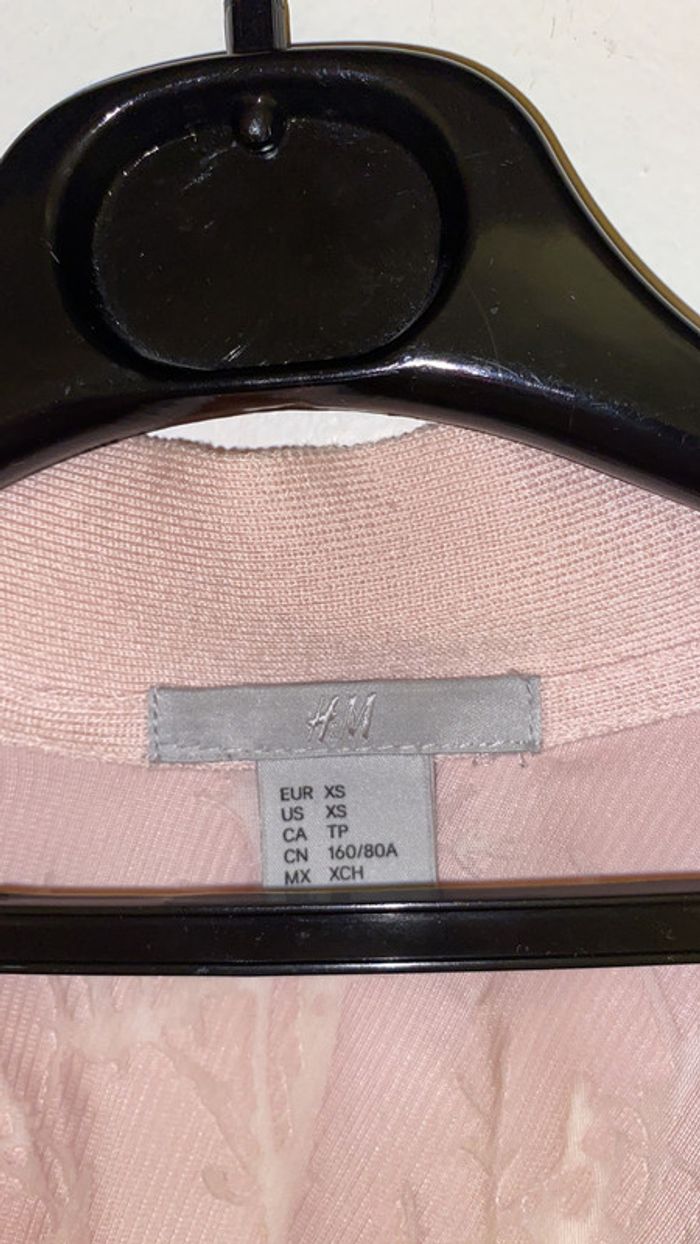 H&M
EUR XS
US XS
CA TP
CN 160/80A
MX XCH